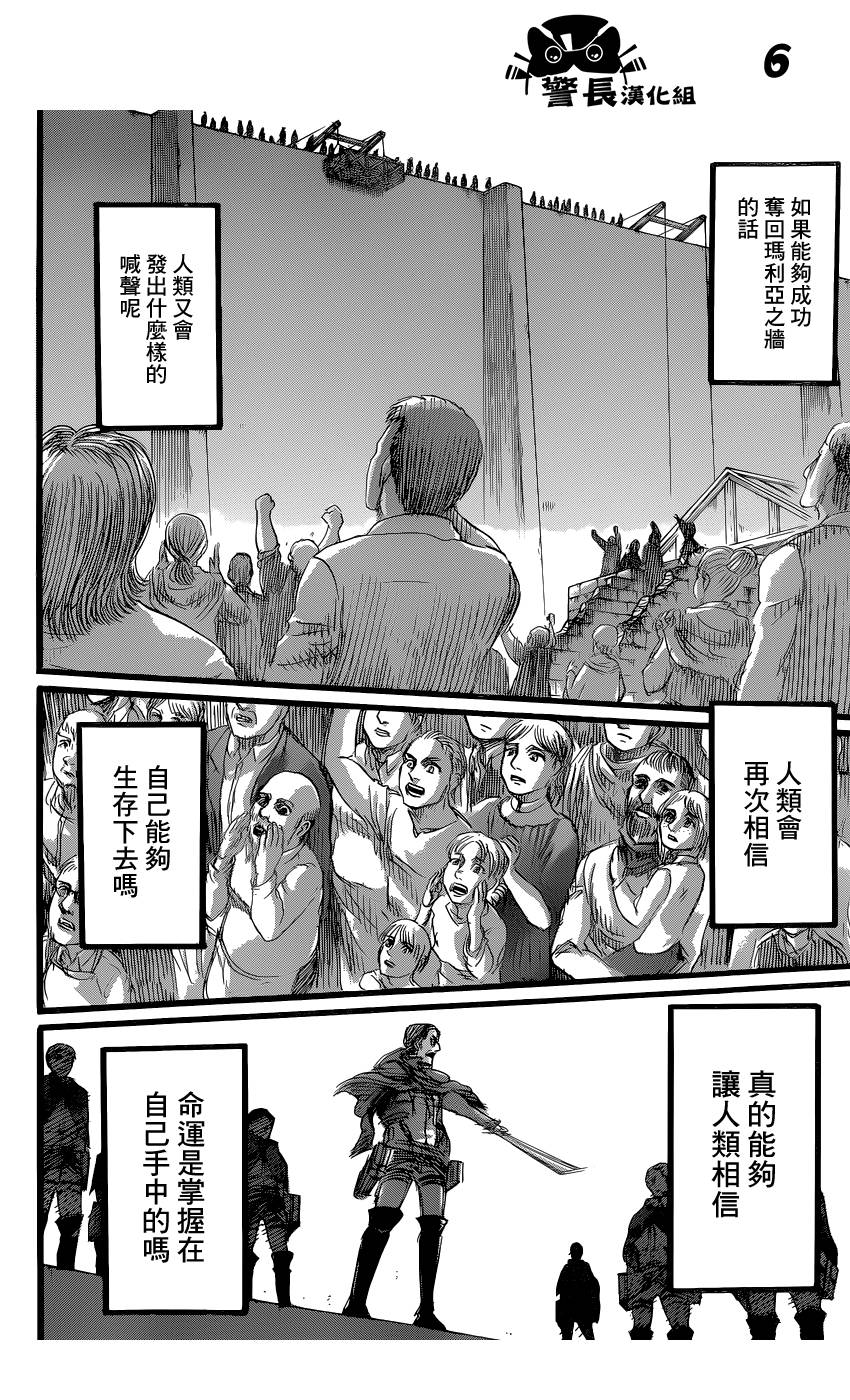 警長漢化組
6
如果能夠成功
奪回瑪利亞之牆
的話
人類又會
發出什麼樣的
喊聲呢
人類會
再次相信
自己能夠
生存下去嗎
真的能夠
讓人類相信
命運是掌握在
自己手中的嗎